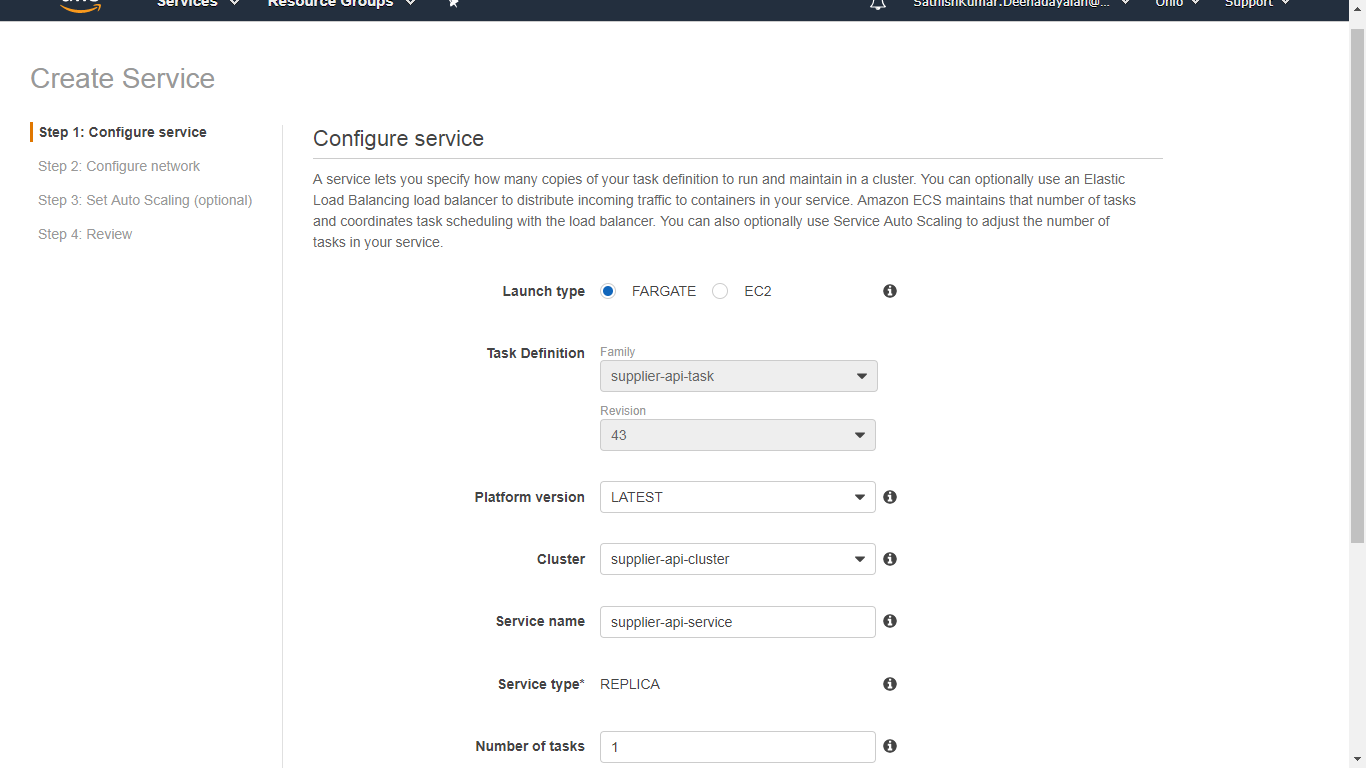 Services
Resource Groups
SathishKumar.Deenadayalan@...
Ohio
Support
Create Service
Step 1: Configure service
Step 2: Configure network
Step 3: Set Auto Scaling (optional)
Step 4: Review
Configure service
A service lets you specify how many copies of your task definition to run and maintain in a cluster. You can optionally use an Elastic
Load Balancing load balancer to distribute incoming traffic to containers in your service. Amazon ECS maintains that number of tasks
and coordinates task scheduling with the load balancer. You can also optionally use Service Auto Scaling to adjust the number of
tasks in your service.
Launch type FARGATE EC2
Task Definition
Family
supplier-api-task
Revision
43
Platform version LATEST
Cluster supplier-api-cluster
Service name supplier-api-service
Service type* REPLICA
Number of tasks 1